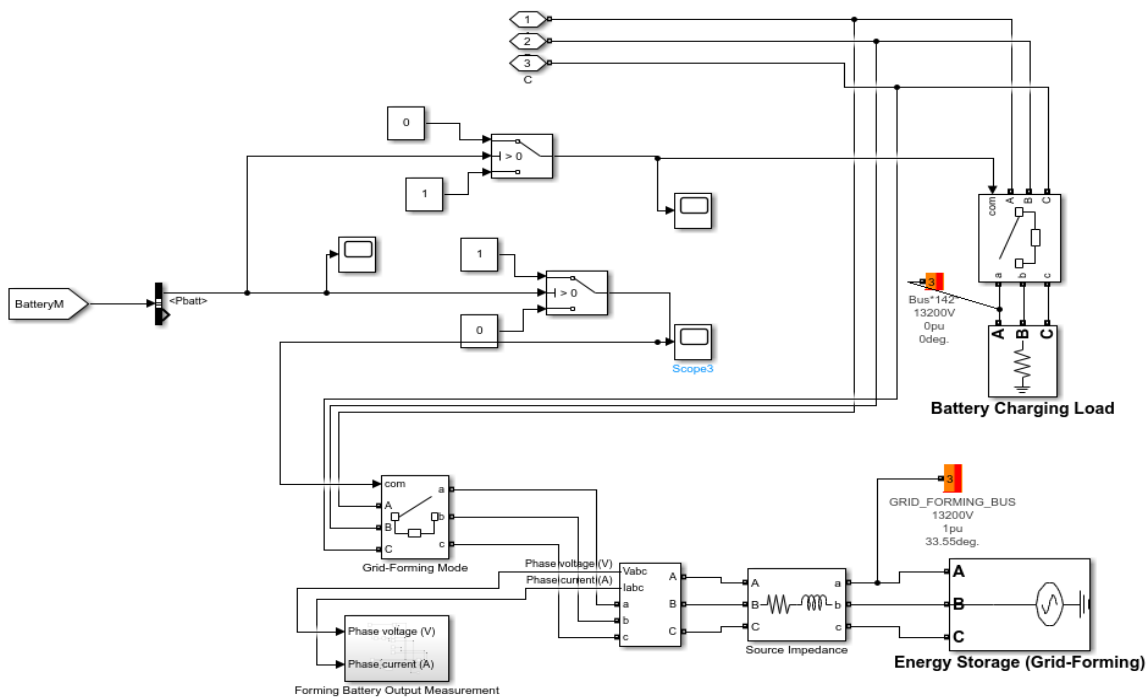 1
2
3
C
0
> 0
1
com
A
B
C
a
b
c
1
BatteryM
<Pbatt>
> 0
0
Scope3
3
Bus*142
13200V
0pu
0deg.
A
B
C
Battery Charging Load
com
A
B
C
a
b
c
Grid-Forming Mode
3
GRID_FORMING_BUS
13200V
1pu
33.55deg.
Phase voltage (V)
Phase current (A)
Vabc
Iabc
a
b
c
A
B
C
A
B
C
a
b
c
Source Impedance
A
B
C
Energy Storage (Grid-Forming)
Phase voltage (V)
Phase current (A)
Forming Battery Output Measurement